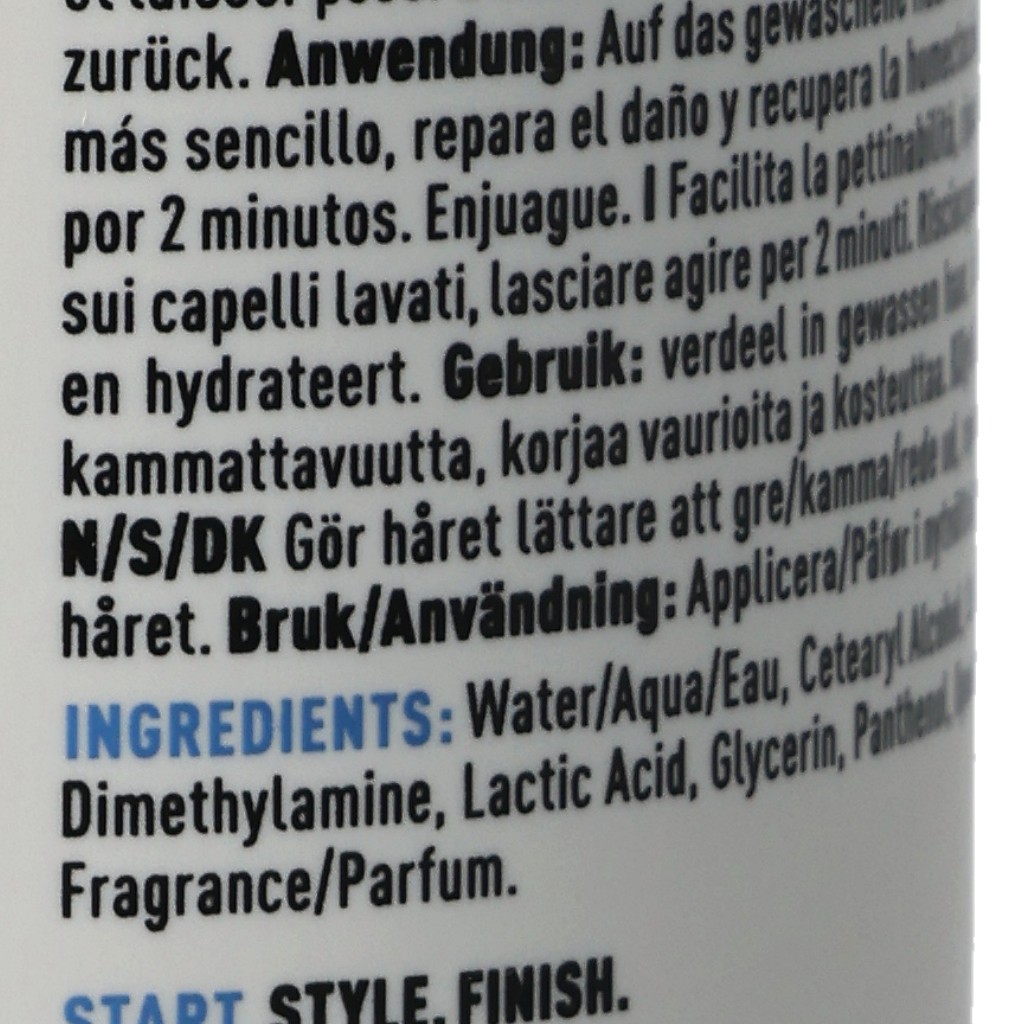 zurück. Anwendung: Auf das
más sencillo, repara el daño y recupera la
por 2 minutos. Enjuague. I Facilita la pettinabilità,
sui capelli lavati, lasciare agire per 2 minuti.
en hydrateert. Gebruik: verdeel in gewassen
kammattavuutta, korjaa vaurioita ja kosteuttaa.
N/S/DK Gör håret lättare att gre/kamma/rede
håret. Bruk/Användning: Applicera/Påfør i
INGREDIENTS: Water/Aqua/Eau, Cetearyl Alcohol,
Dimethylamine, Lactic Acid, Glycerin, Panthenol,
Fragrance/Parfum.
START. STYLE. FINISH.